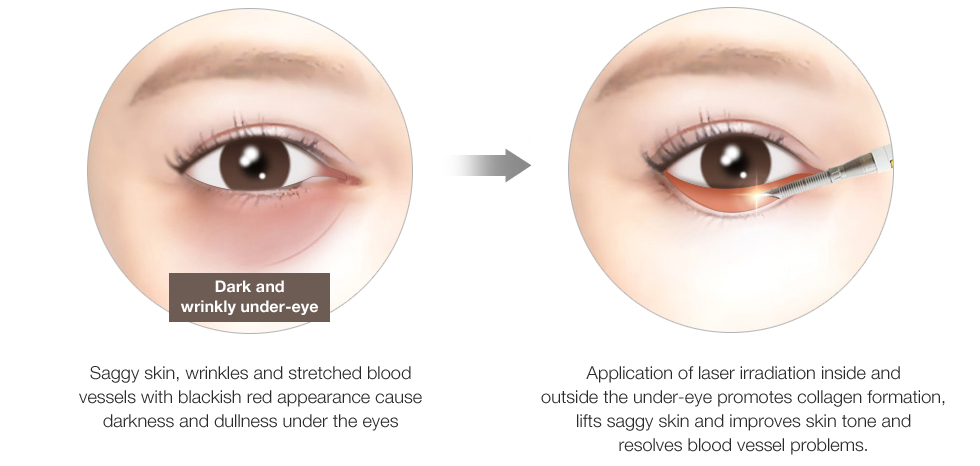 Dark and
wrinkly under-eye
Saggy skin, wrinkles and stretched blood
vessels with blackish red appearance cause
darkness and dullness under the eyes
Application of laser irradiation inside and
outside the under-eye promotes collagen formation,
lifts saggy skin and improves skin tone and
resolves blood vessel problems.